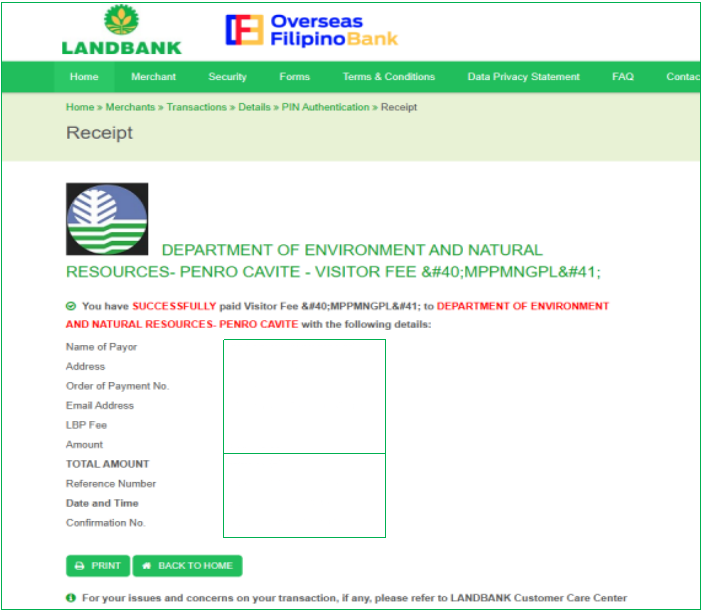 LANDBANK
Overseas
FilipinoBank
Home Merchant Security Forms Terms & Conditions Data Privacy Statement FAQ Contac
Home » Merchants » Transactions » Details » PIN Authentication » Receipt
Receipt
DEPARTMENT OF ENVIRONMENT AND NATURAL
RESOURCES- PENRO CAVITE - VISITOR FEE &#40;MPPMNGPL&#41;
You have SUCCESSFULLY paid Visitor Fee &#40;MPPMNGPL&#41; to DEPARTMENT OF ENVIRONMENT
AND NATURAL RESOURCES- PENRO CAVITE with the following details:
Name of Payor
Address
Order of Payment No.
Email Address
LBP Fee
Amount
TOTAL AMOUNT
Reference Number
Date and Time
Confirmation No.
PRINT BACK TO HOME
For your issues and concerns on your transaction, if any, please refer to LANDBANK Customer Care Center